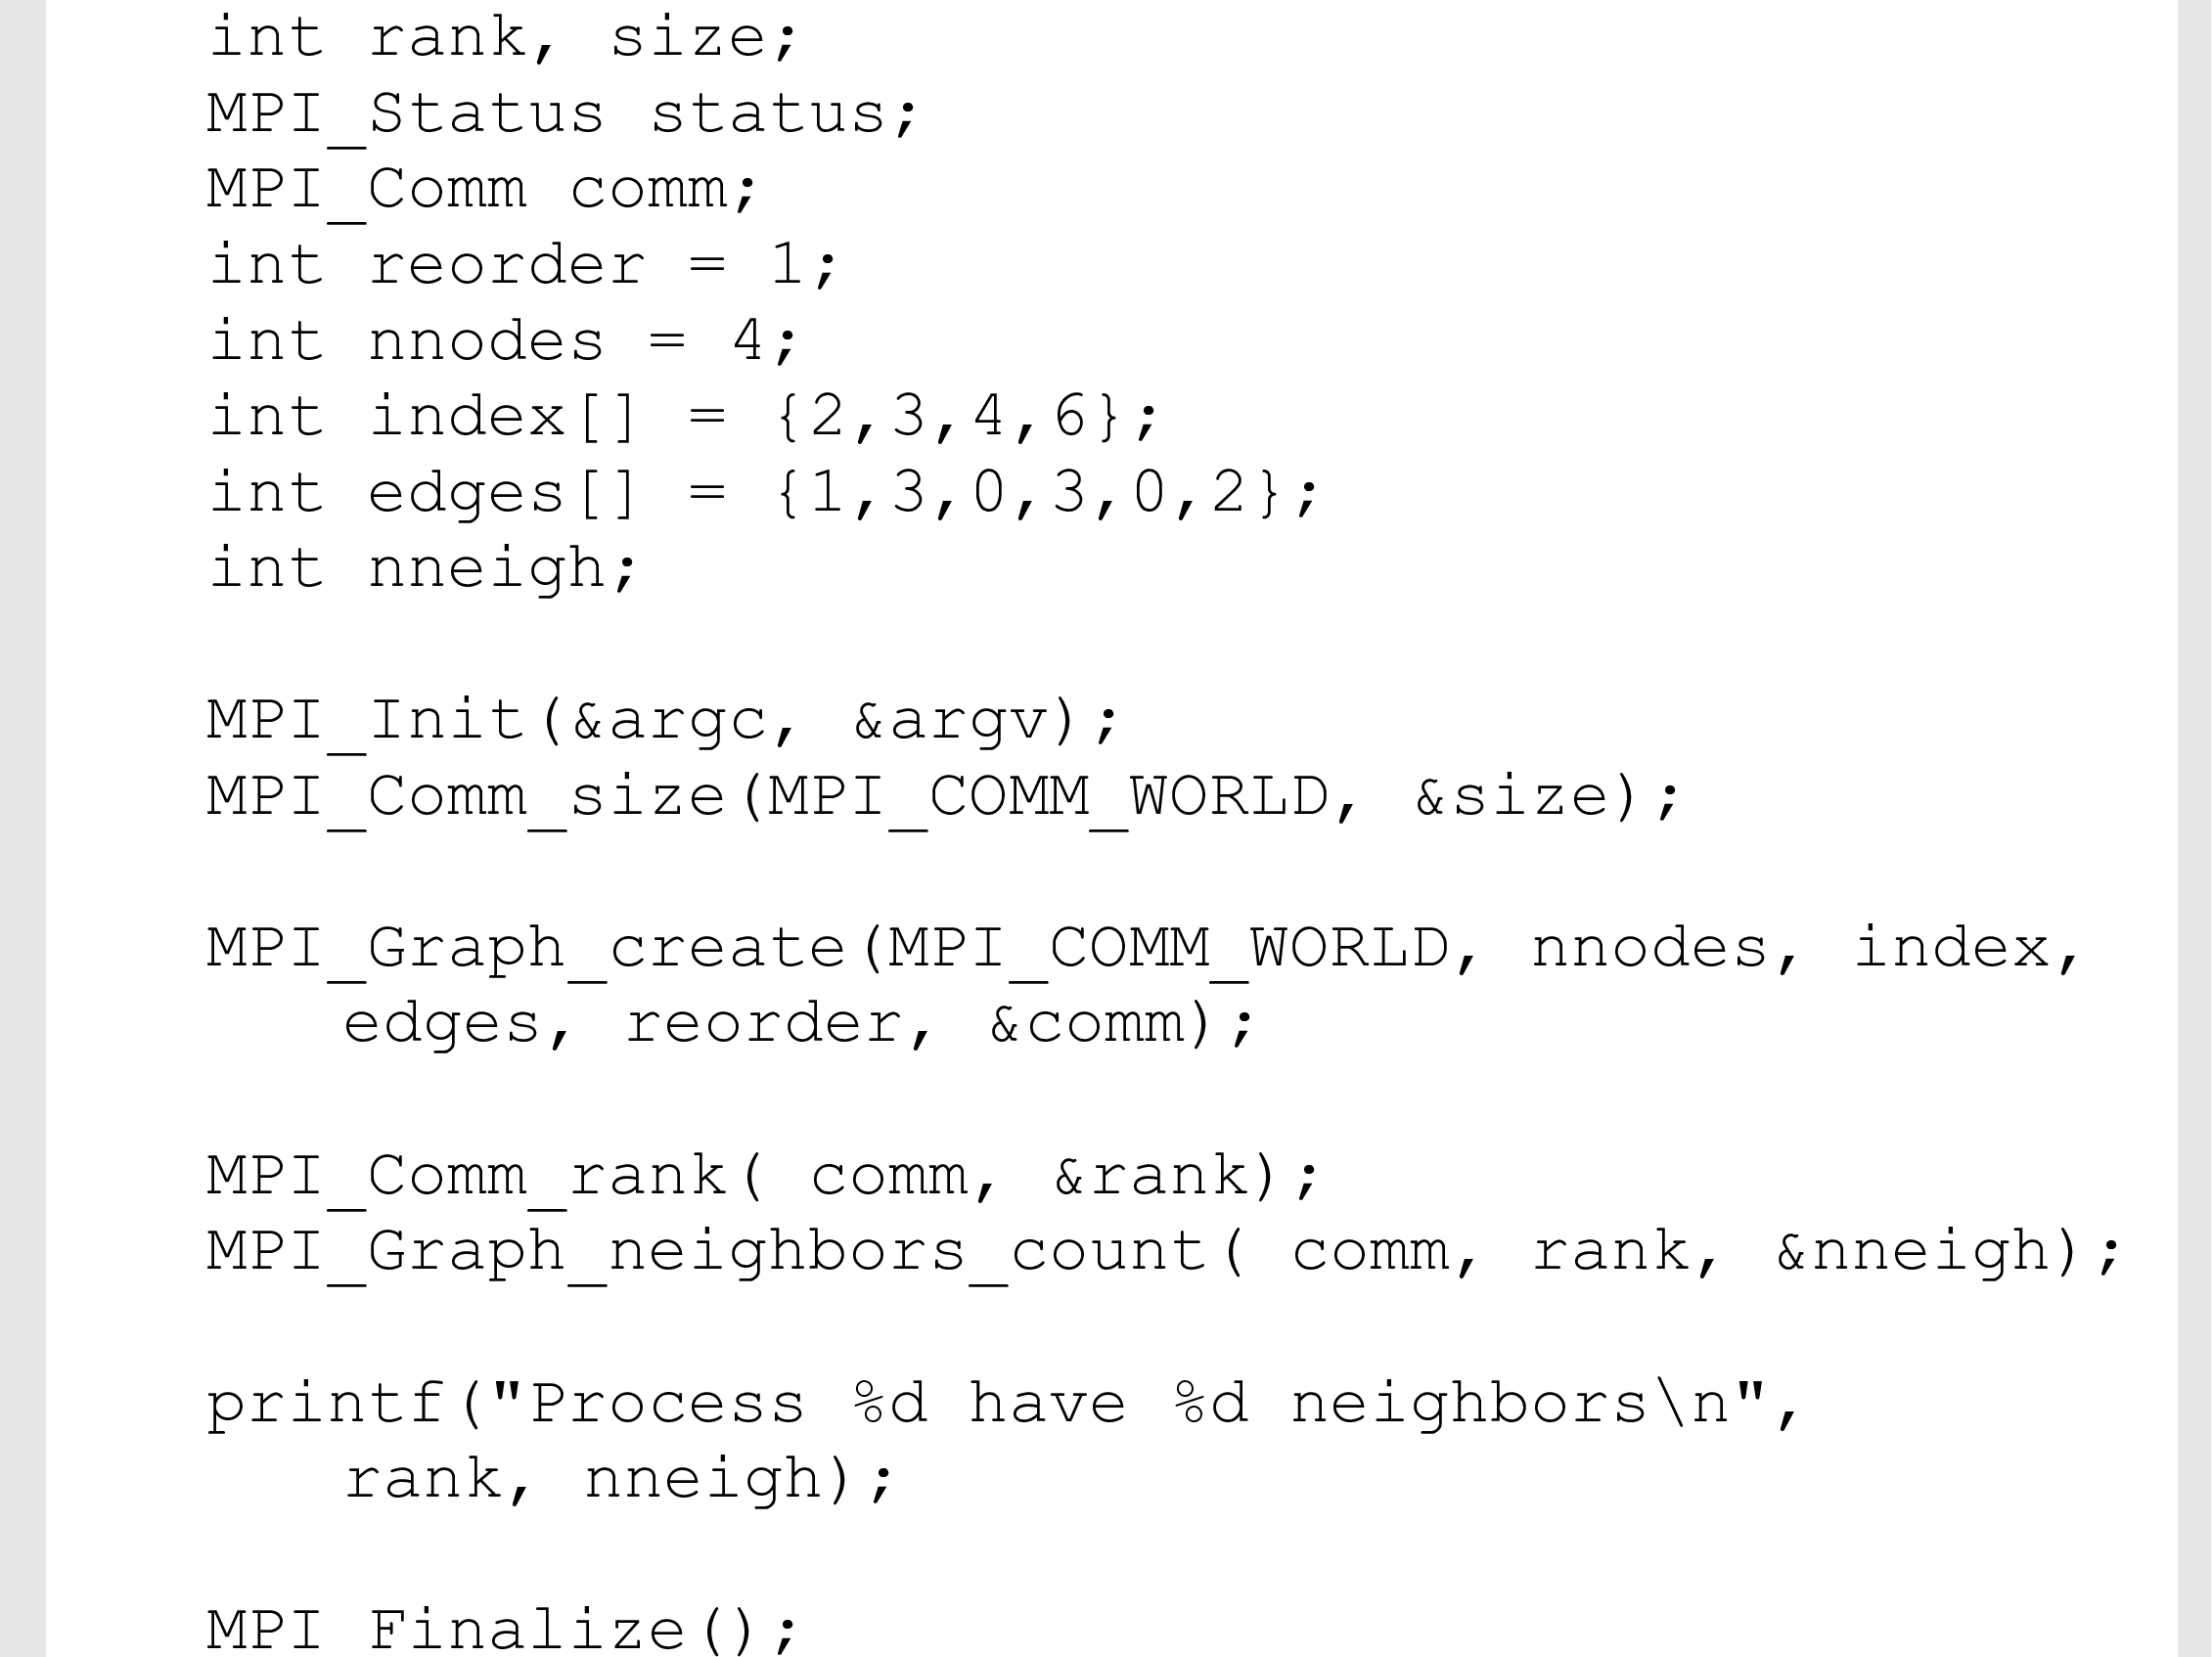 int rank, size;
MPI_Status status;
MPI_Comm comm;
int reorder = 1;
int nnodes = 4;
int index[] = {2,3,4,6};
int edges[] = {1,3,0,3,0,2};
int nneigh;
MPI_Init(&argc, &argv);
MPI_Comm_size(MPI_COMM_WORLD, &size);
MPI_Graph_create(MPI_COMM_WORLD, nnodes, index,
edges, reorder, &comm);
MPI_Comm_rank( comm, &rank);
MPI_Graph_neighbors_count( comm, rank, &nneigh);
printf("Process %d have %d neighbors\n",
rank, nneigh);
MPI Finalize();